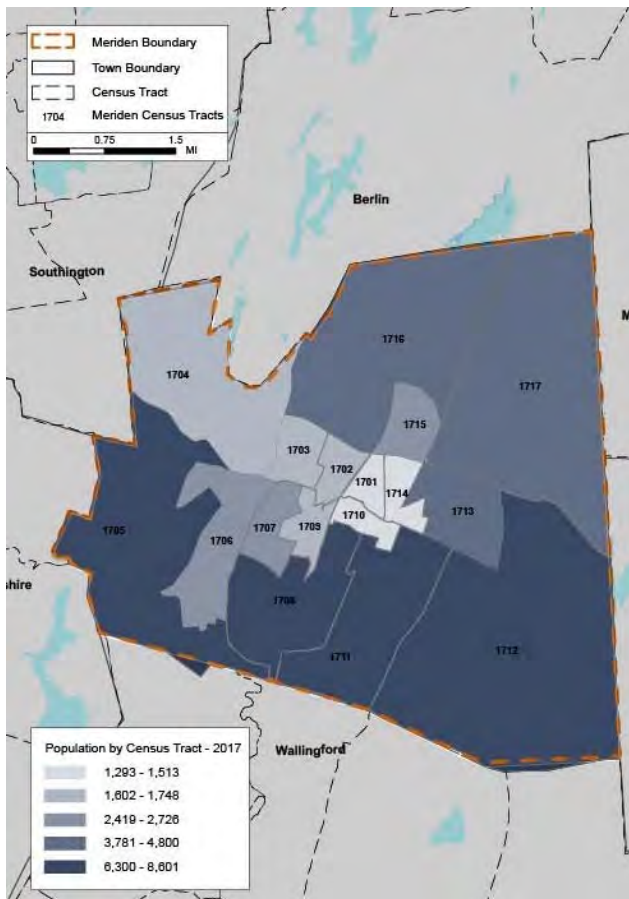 Meriden Boundary
Town Boundary
Census Tract
1704 Meriden Census Tracts
0 0.75 1.5
MI
Berlin
Southington
M
1716
1704
1717
1715
1703
1702
1701
1714
1710
1713
1705
1706
1707
1709
shire
1708
1711
1712
Wallingford
Population by Census Tract - 2017
1,293 - 1,513
1,602 - 1,748
2,419 - 2,726
3,781 - 4,800
6,300 - 8,601